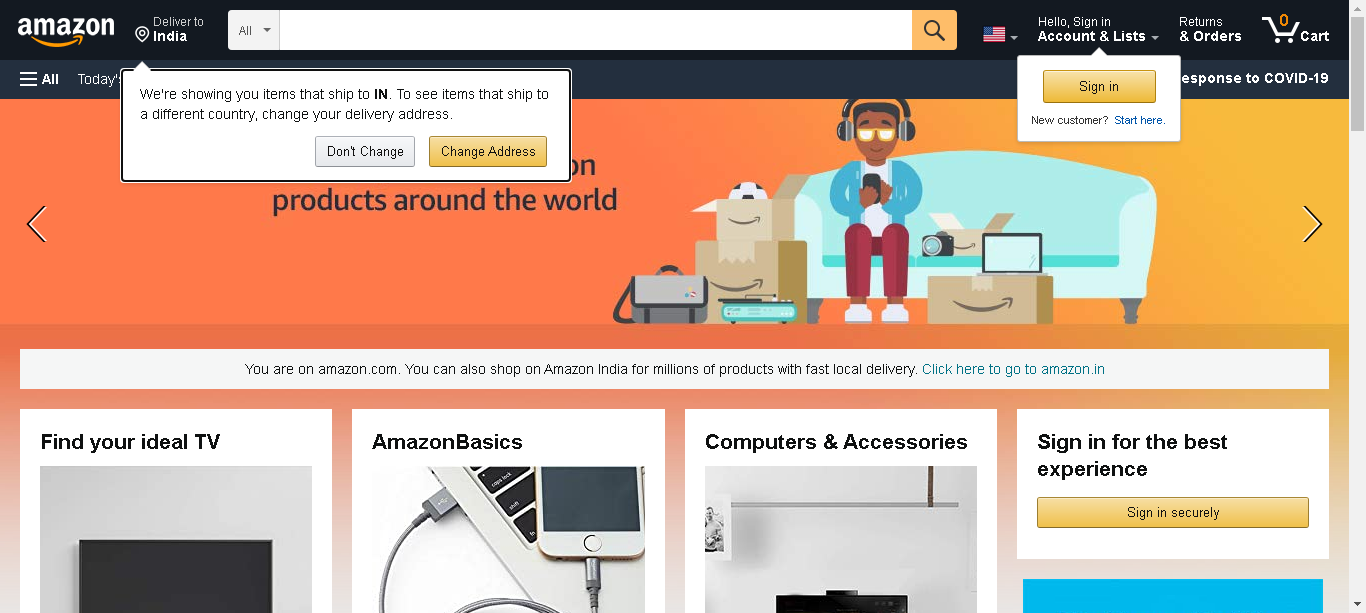 amazon
Deliver to
India
All
Hello, Sign in
Account & Lists
Returns
& Orders
0
Cart
All
Today's
esponse to COVID-19
We're showing you items that ship to IN. To see items that ship to
a different country, change your delivery address.
Don't Change
Change Address
Sign in
New customer? Start here.
on
products around the world
You are on amazon.com. You can also shop on Amazon India for millions of products with fast local delivery. Click here to go to amazon.in
Find your ideal TV
AmazonBasics
Computers & Accessories
Sign in for the best
experience
Sign in securely
caps lock
shift
fn